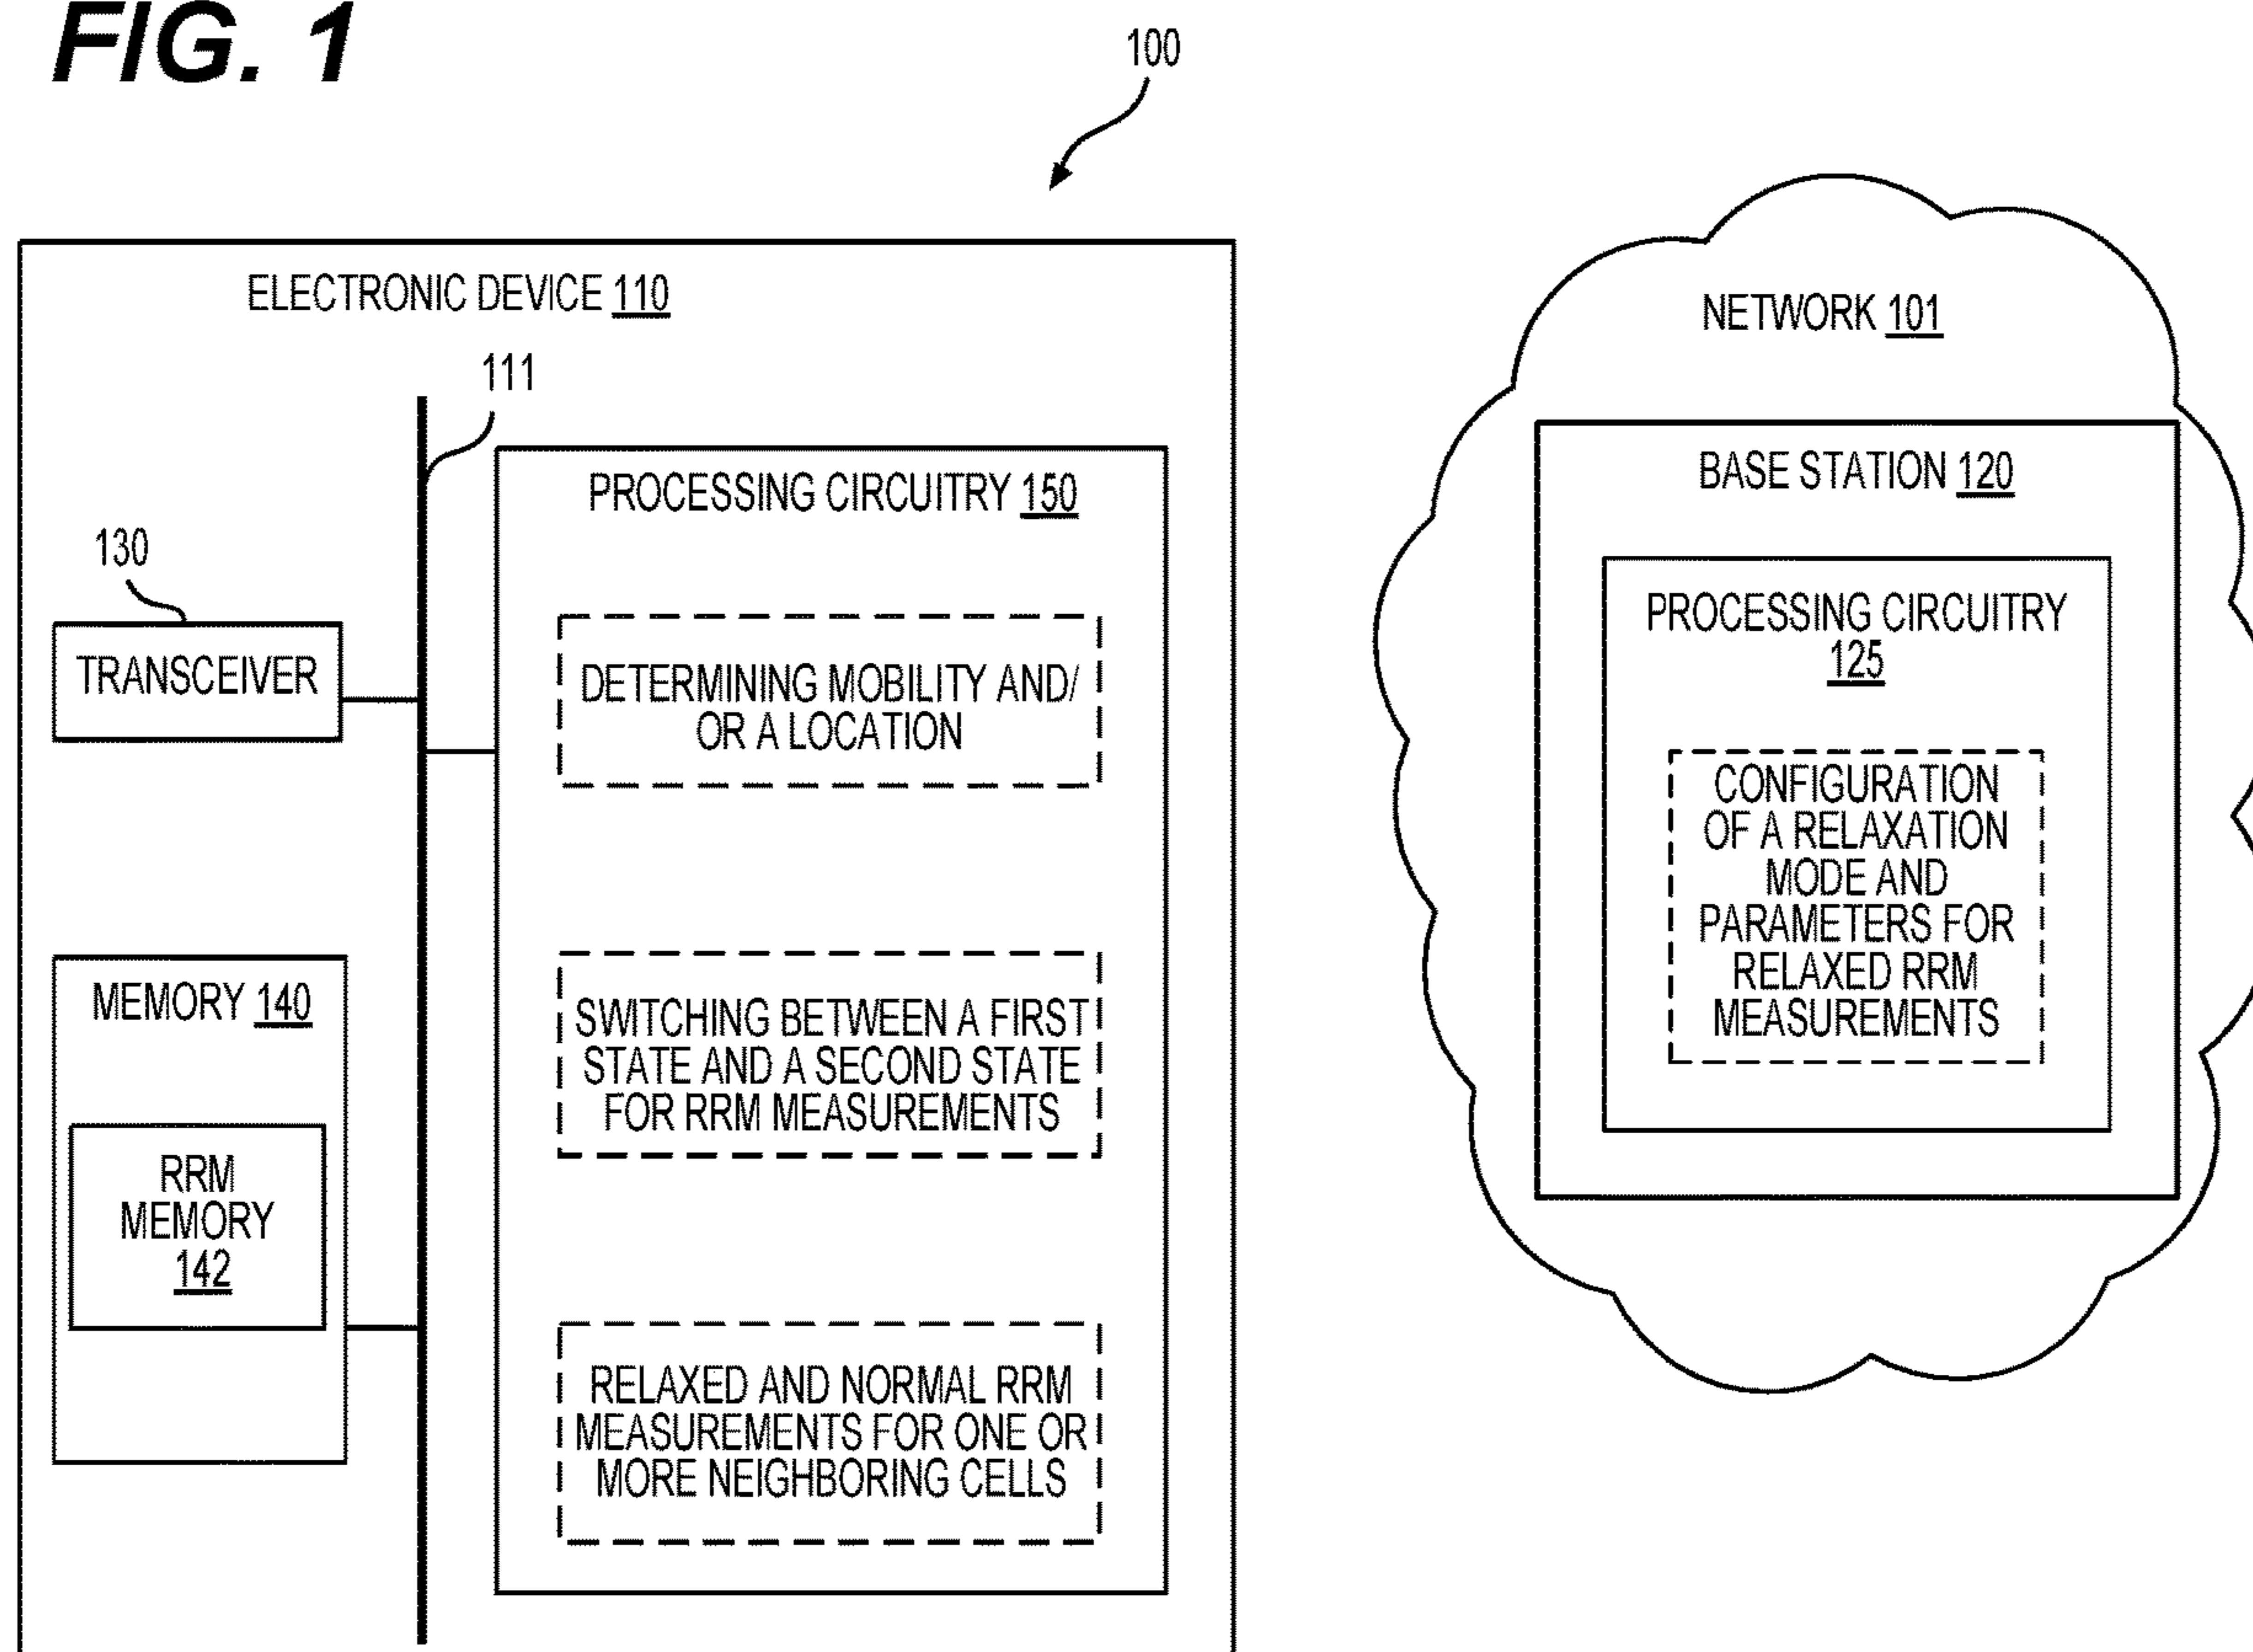 FIG. 1
100
ELECTRONIC DEVICE 110
111
130
TRANSCEIVER
MEMORY 140
RRM
MEMORY
142
PROCESSING CIRCUITRY 150
DETERMINING MOBILITY AND/
OR A LOCATION
SWITCHING BETWEEN A FIRST
STATE AND A SECOND STATE
FOR RRM MEASUREMENTS
RELAXED AND NORMAL RRM
MEASUREMENTS FOR ONE OR
MORE NEIGHBORING CELLS
NETWORK 101
BASE STATION 120
PROCESSING CIRCUITRY
125
CONFIGURATION
OF A RELAXATION
MODE AND
PARAMETERS FOR
RELAXED RRM
MEASUREMENTS